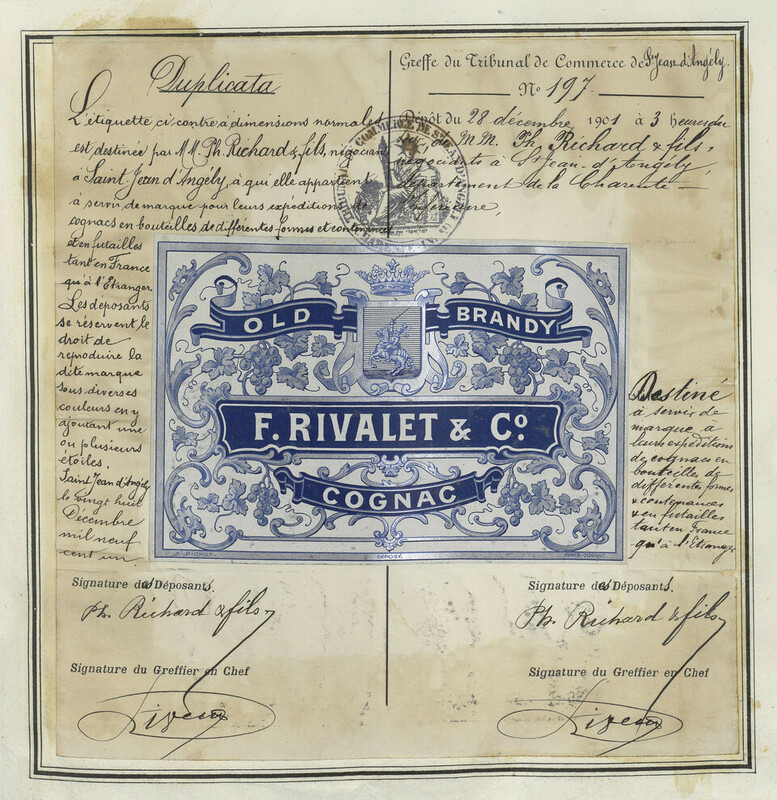 Duplicata
L'étiquette, ci contre, à dimensions normales
est destinée par M.M. Ph. Richard & fils, négociants
à Saint Jean d'Angély, à qui elle appartient
à servir de marque pour leurs expéditions de
cognacs en bouteilles de différentes formes et contenances
et en futailles
tant en France
qu'à l'Etranger.
Les déposants
se réservent le
droit de
reproduire la
dite marque
sous diverses
couleurs en y
ajoutant une
ou plusieurs
étoiles.
Saint Jean d'Angély
le vingt huit
Décembre
mil neuf
cent un
Greffe du Tribunal de Commerce de St Jean d'Angély.
No 197.
Dépôt du 28 décembre 1901 à 3 heures du
M.M. Ph. Richard & fils,
négociants à St Jean-d'Angély,
département de la Charente-
Inférieure,
OLD BRANDY
F. RIVALET & Co.
COGNAC
DÉPOSÉ
Destiné
à servir de
marque à
leurs expéditions
de cognacs en
bouteilles de
différentes formes
& contenances
& en futailles
tant en France
qu'à l'Etranger
Signature des Déposants.
Ph. Richard & fils
Signature du Greffier en Chef
Signature des Déposants.
Ph. Richard & fils
Signature du Greffier en Chef